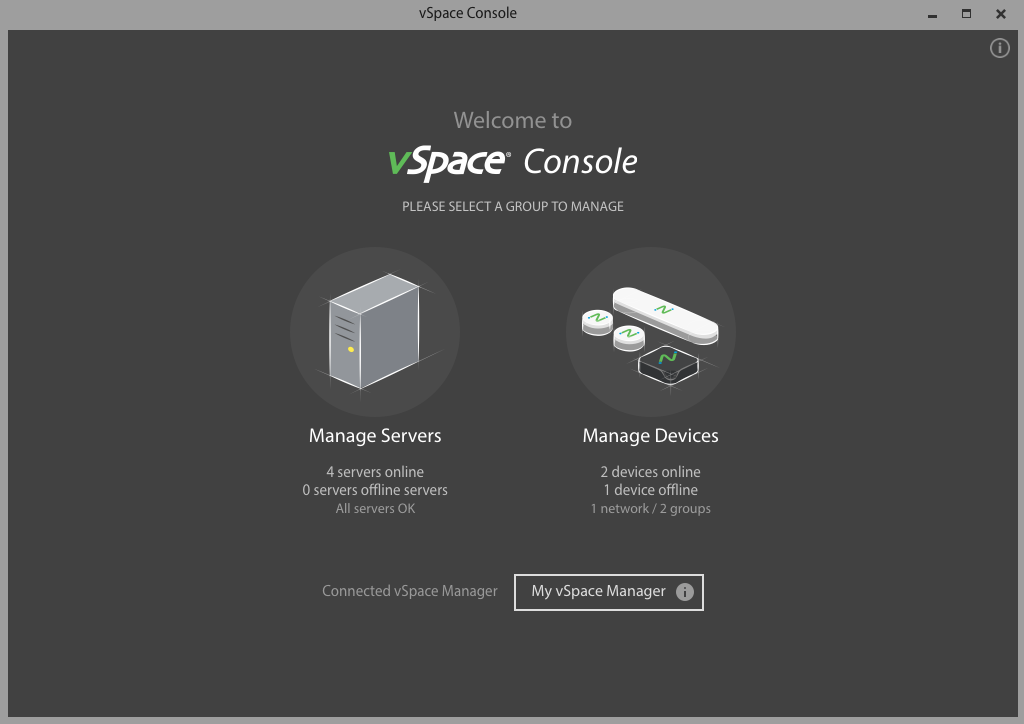 vSpace Console
Welcome to
vSpace® Console
PLEASE SELECT A GROUP TO MANAGE
Manage Servers
4 servers online
0 servers offline servers
All servers OK
Manage Devices
2 devices online
1 device offline
1 network / 2 groups
Connected vSpace Manager
My vSpace Manager